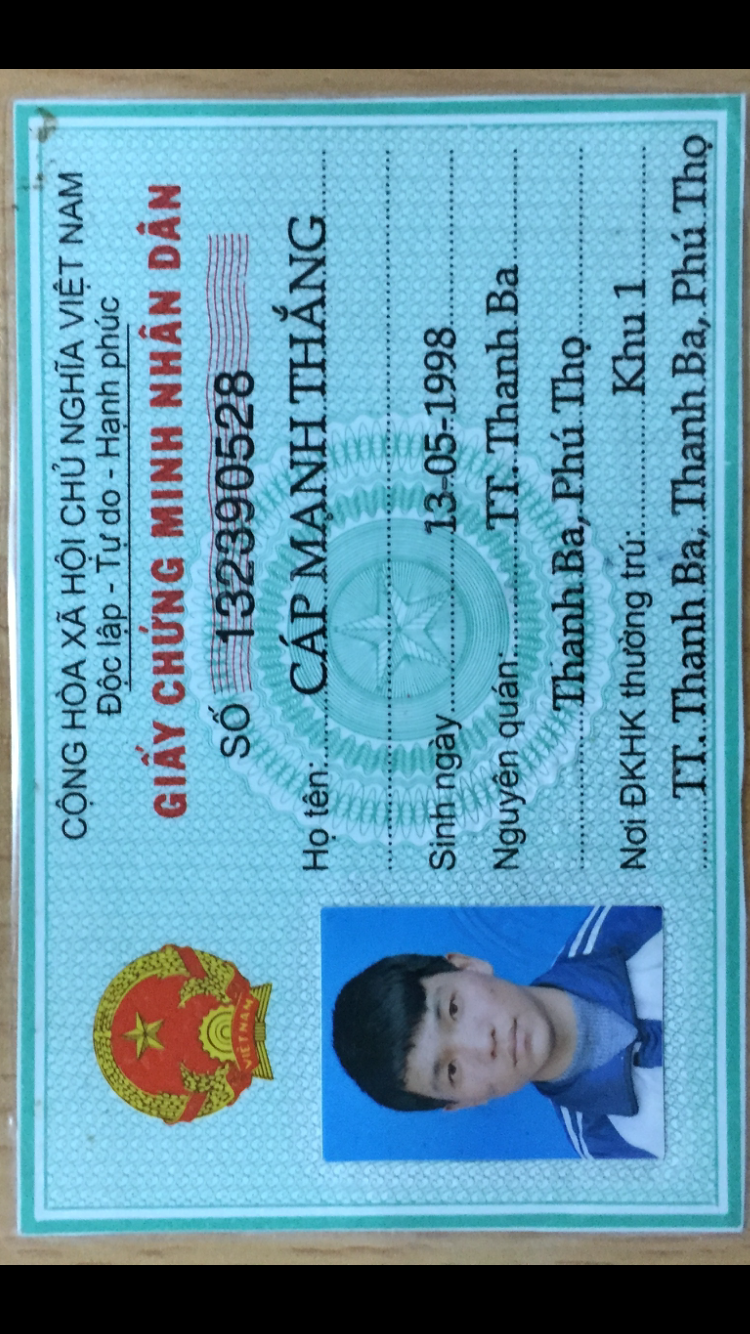 CỘNG HÒA XÃ HỘI CHỦ NGHĨA VIỆT NAM
Độc lập - Tự do - Hạnh phúc
GIẤY CHỨNG MINH NHÂN DÂN
SỐ 132390528
Họ tên: CÁP MẠNH THẮNG
Sinh ngày 13-05-1998
Nguyên quán: TT. Thanh Ba
Thanh Ba, Phú Thọ
Nơi ĐKHK thường trú: Khu 1
TT. Thanh Ba, Thanh Ba, Phú Thọ
VIỆT NAM